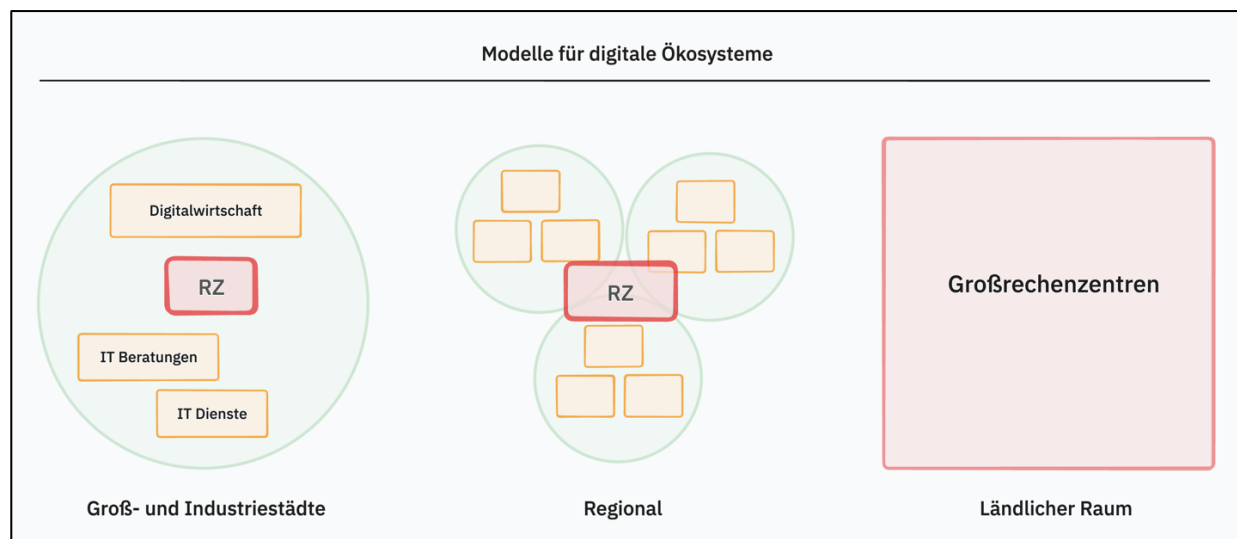 Modelle für digitale Ökosysteme
Digitalwirtschaft
RZ
IT Beratungen
IT Dienste
RZ
Großrechenzentren
Groß- und Industriestädte
Regional
Ländlicher Raum